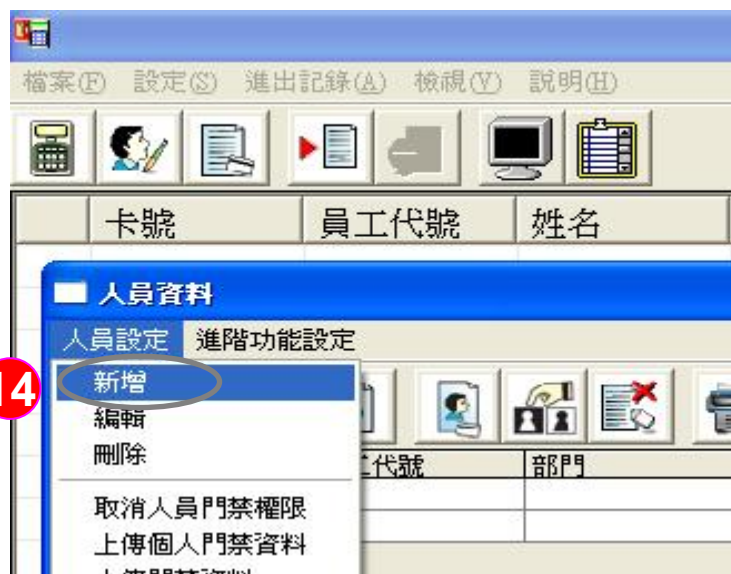 檔案(F) 設定(S) 進出記錄(A) 檢視(V) 說明(H)
卡號 員工代號 姓名
人員資料
人員設定 進階功能設定
14 新增
編輯
刪除
工代號 部門
取消人員門禁權限
上傳個人門禁資料